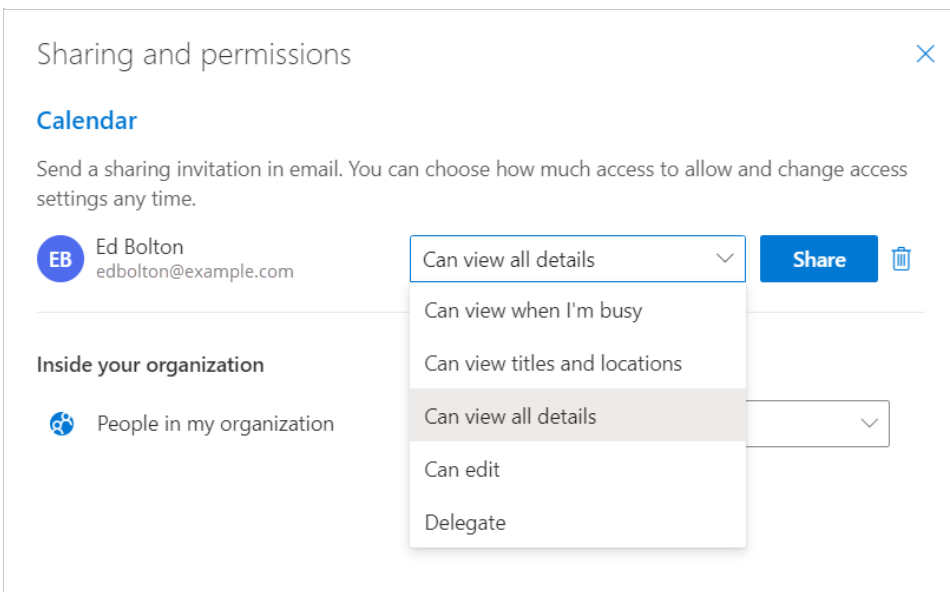 Sharing and permissions
Calendar
Send a sharing invitation in email. You can choose how much access to allow and change access
settings any time.
EB
Ed Bolton
edbolton@example.com
Can view all details
Share
Can view when I'm busy
Can view titles and locations
Can view all details
Can edit
Delegate
Inside your organization
People in my organization